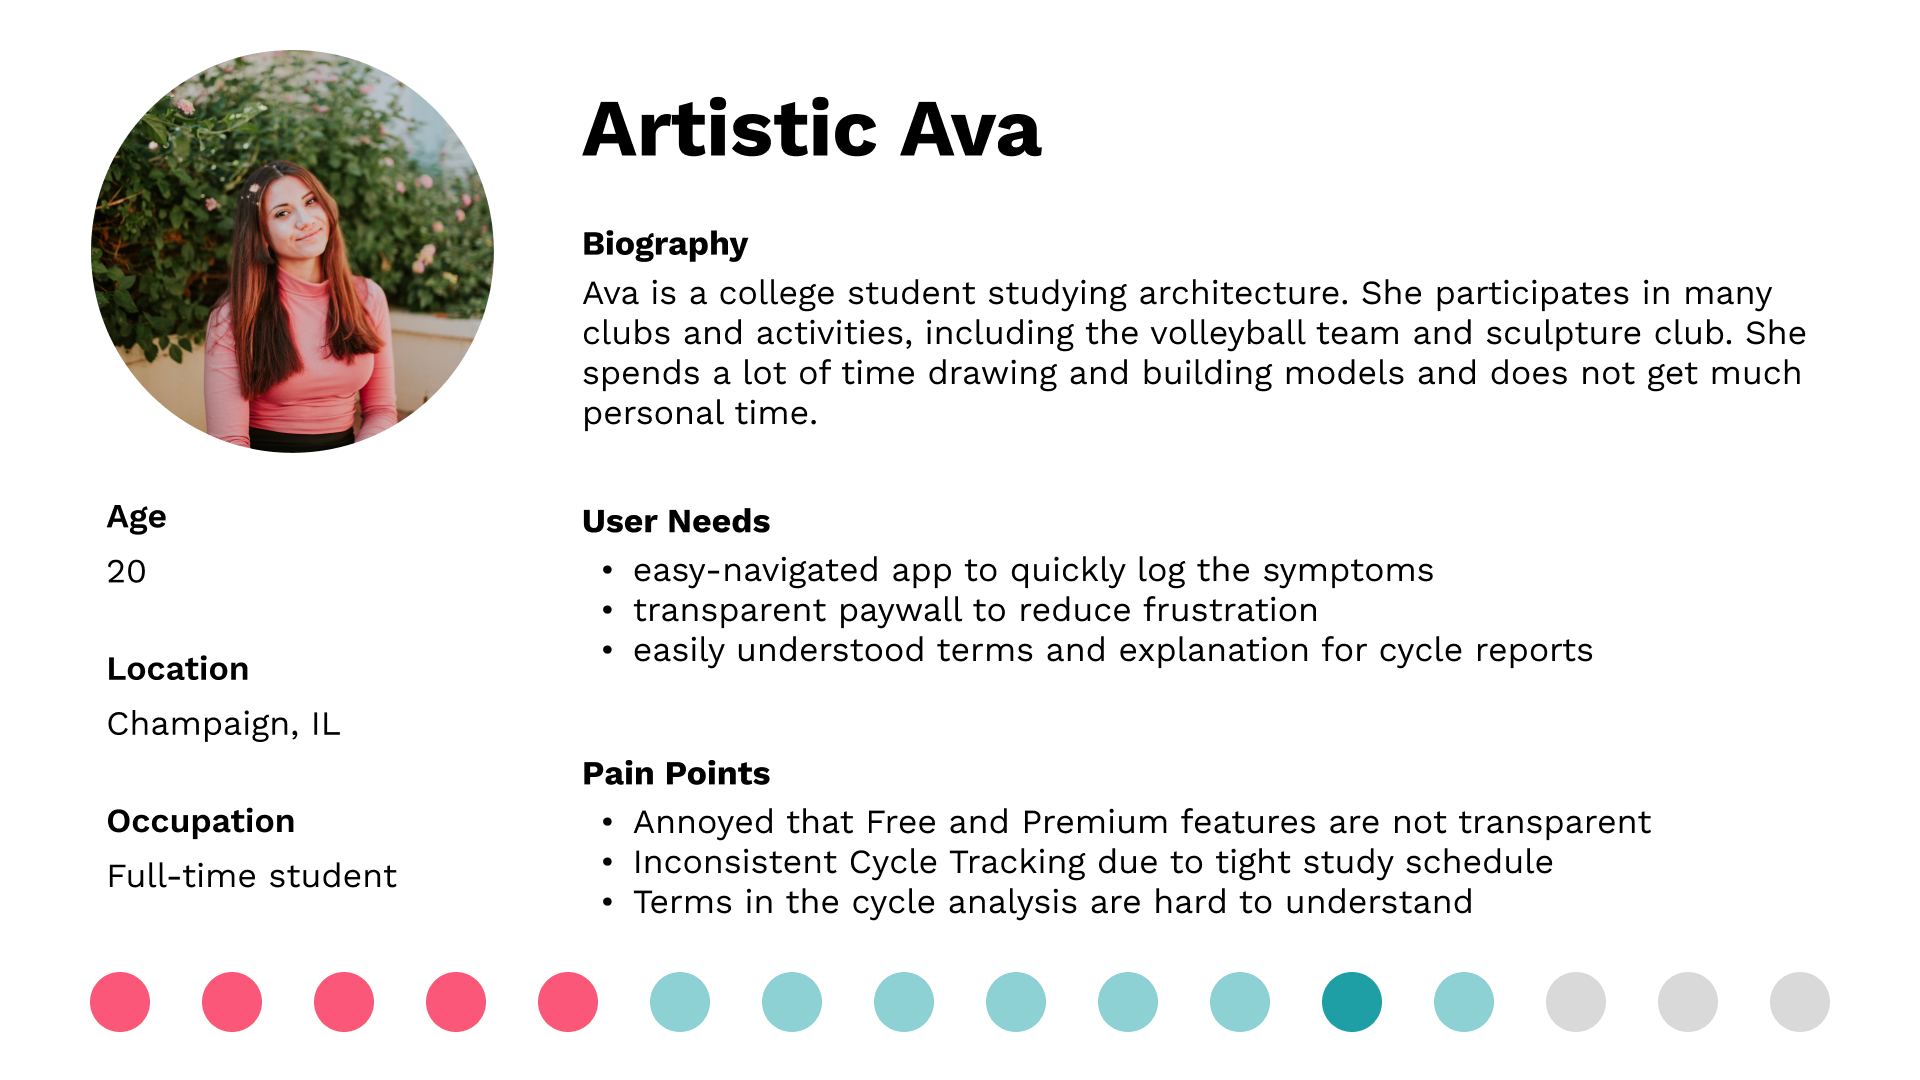 Artistic Ava
Biography
Ava is a college student studying architecture. She participates in many
clubs and activities, including the volleyball team and sculpture club. She
spends a lot of time drawing and building models and does not get much
personal time.
Age
20
Location
Champaign, IL
Occupation
Full-time student
User Needs
• easy-navigated app to quickly log the symptoms
• transparent paywall to reduce frustration
• easily understood terms and explanation for cycle reports
Pain Points
• Annoyed that Free and Premium features are not transparent
• Inconsistent Cycle Tracking due to tight study schedule
• Terms in the cycle analysis are hard to understand